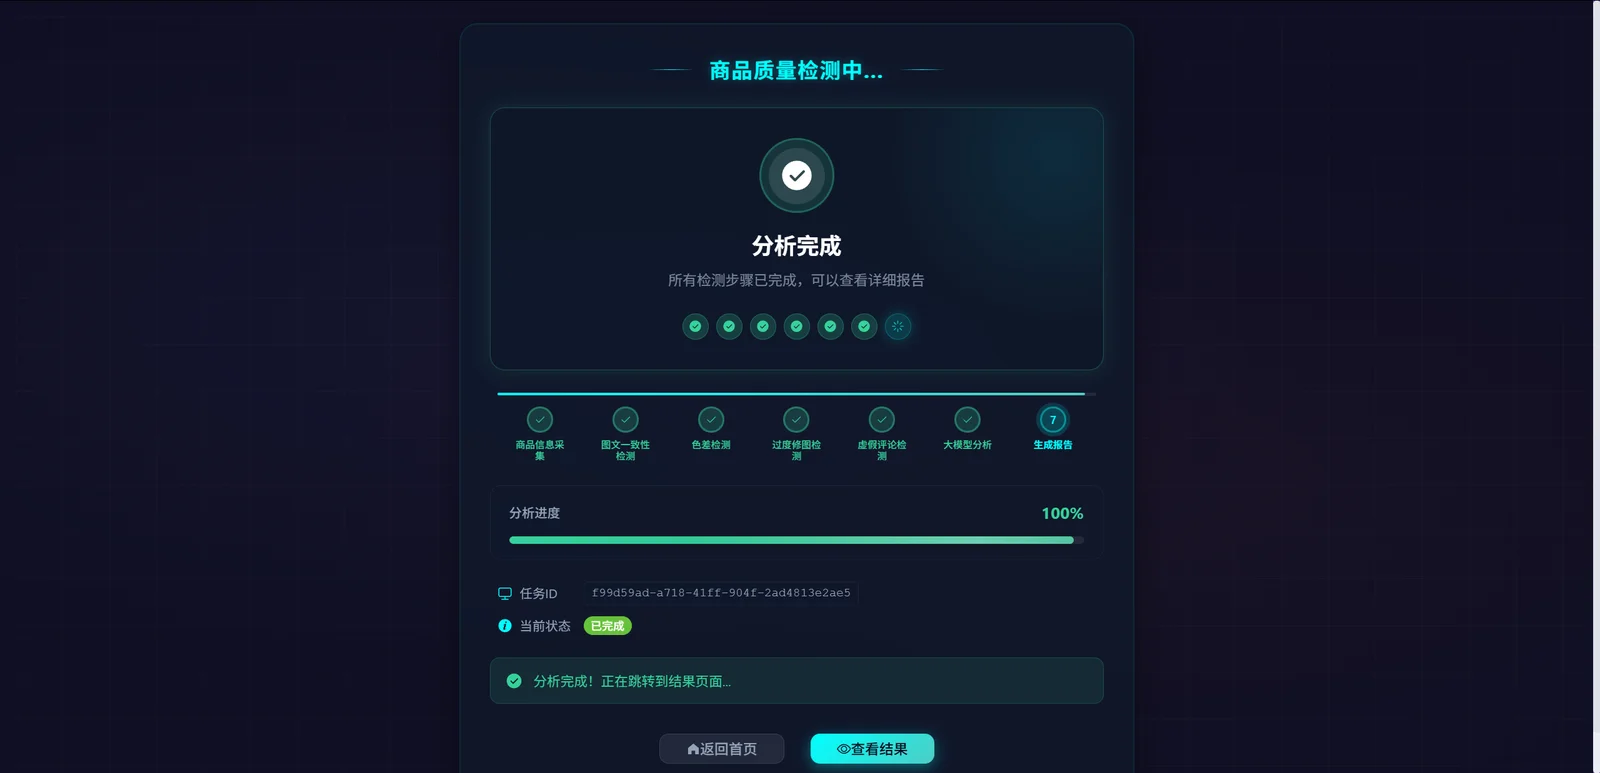 商品质量检测中...
分析完成
所有检测步骤已完成，可以查看详细报告
商品信息采
集
图文一致性
检测
色差检测
过度修图检
测
虚假评论检
测
大模型分析
7
生成报告
分析进度
100%
任务ID
f99d59ad-a718-41ff-904f-2ad4813e2ae5
当前状态
已完成
分析完成！正在跳转到结果页面...
返回首页
查看结果